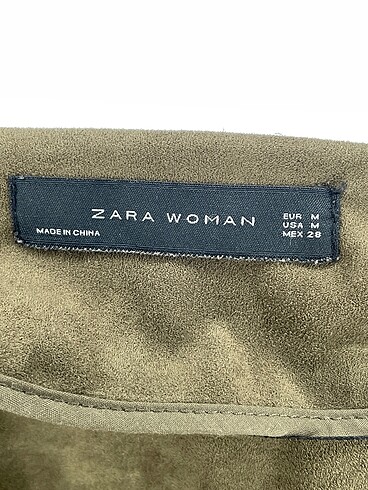 ZARA WOMAN
MADE IN CHINA
EUR M
USA M
MEX 28